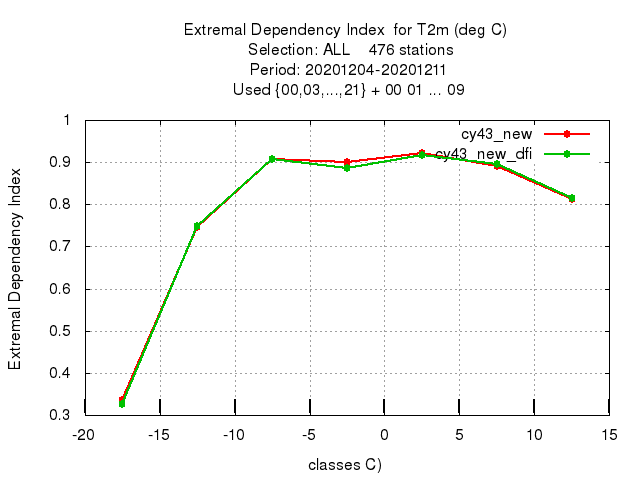 Extremal Dependency Index  for T2m (deg C)
Selection: ALL    476 stations
Period: 20201204-20201211
Used {00,03,...,21} + 00 01 ... 09
cy43_new
cy43_new_dfi
Extremal Dependency Index
1
0.9
0.8
0.7
0.6
0.5
0.4
0.3
-20 -15 -10 -5 0 5 10 15
classes C)